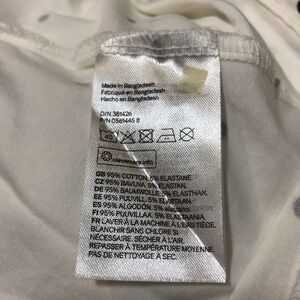 Made in Bangladesh
Fabriqué en Bangladesh
Hecho en Bangladesh
O/N 381426
P/N 0561445 8
40
clevercare.info
GB 95% COTTON, 5% ELASTANE.
CZ 95% BAVLNA, 5% ELASTAN.
DE 95% BAUMWOLLE, 5% ELASTHAN.
EE 95% PUUVILL, 5% ELASTAAN.
ES 95% ALGODÓN, 5% elastano.
FI 95% PUUVILLAA, 5% ELASTAANIA.
FR LAVER À LA MACHINE À L'EAU TIÈDE.
BLANCHIR SANS CHLORE SI
NÉCESSAIRE. SÉCHER À L'AIR.
REPASSER À TEMPÉRATURE MOYENNE.
PAS DE NETTOYAGE À SEC.